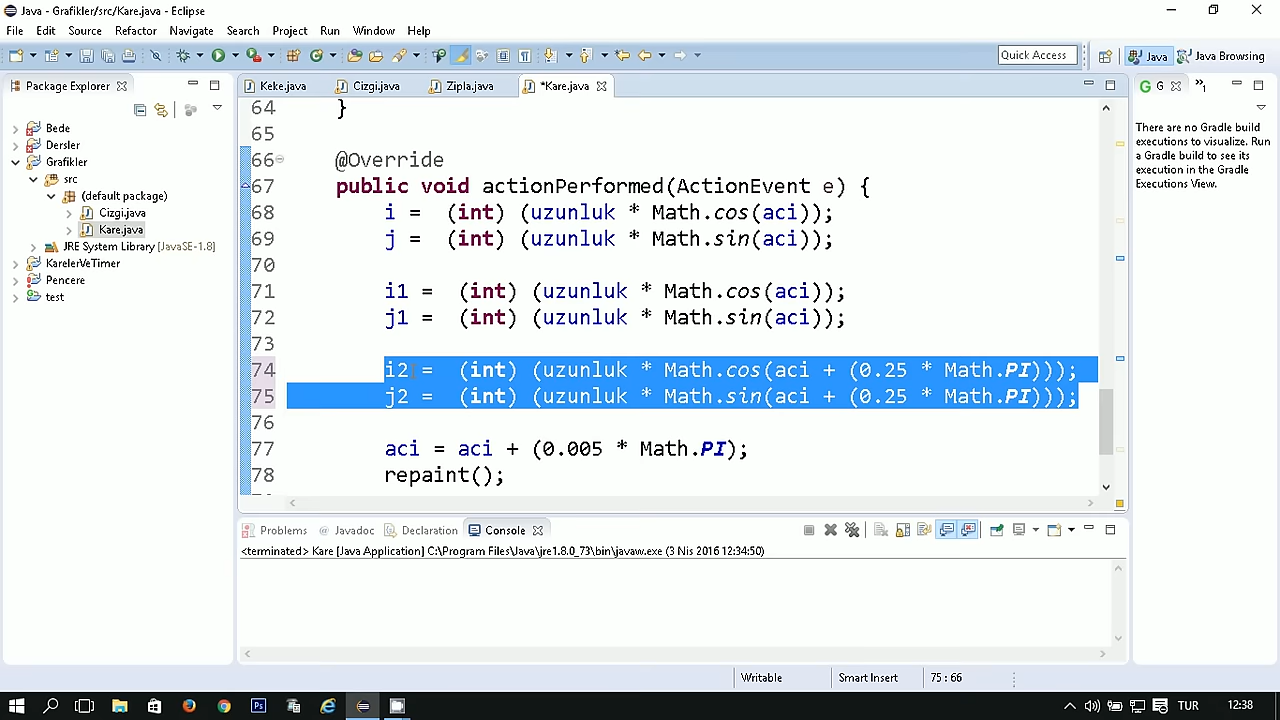 Java - Grafikler/src/Kare.java - Eclipse
File Edit Source Refactor Navigate Search Project Run Window Help
Quick Access
Java
Java Browsing
Package Explorer
Bede
Dersler
Grafikler
src
(default package)
Cizgi.java
Kare.java
JRE System Library [JavaSE-1.8]
KarelerVeTimer
Pencere
test
Keke.java
Cizgi.java
Zipla.java
*Kare.java
64 }
65
66 @Override
67 public void actionPerformed(ActionEvent e) {
68 i = (int) (uzunluk * Math.cos(aci));
69 j = (int) (uzunluk * Math.sin(aci));
70
71 i1 = (int) (uzunluk * Math.cos(aci));
72 j1 = (int) (uzunluk * Math.sin(aci));
73
74 i2 = (int) (uzunluk * Math.cos(aci + (0.25 * Math.PI)));
75 j2 = (int) (uzunluk * Math.sin(aci + (0.25 * Math.PI)));
76
77 aci = aci + (0.005 * Math.PI);
78 repaint();
G G
1
There are no Gradle build
executions to visualize. Run
a Gradle build to see its
execution in the Gradle
Executions View.
Problems @ Javadoc Declaration Console
<terminated> Kare [Java Application] C:\Program Files\Java\jre1.8.0_73\bin\javaw.exe (3 Nis 2016 12:34:50)
Writable
Smart Insert
75 : 66
Ps
TUR
12:38